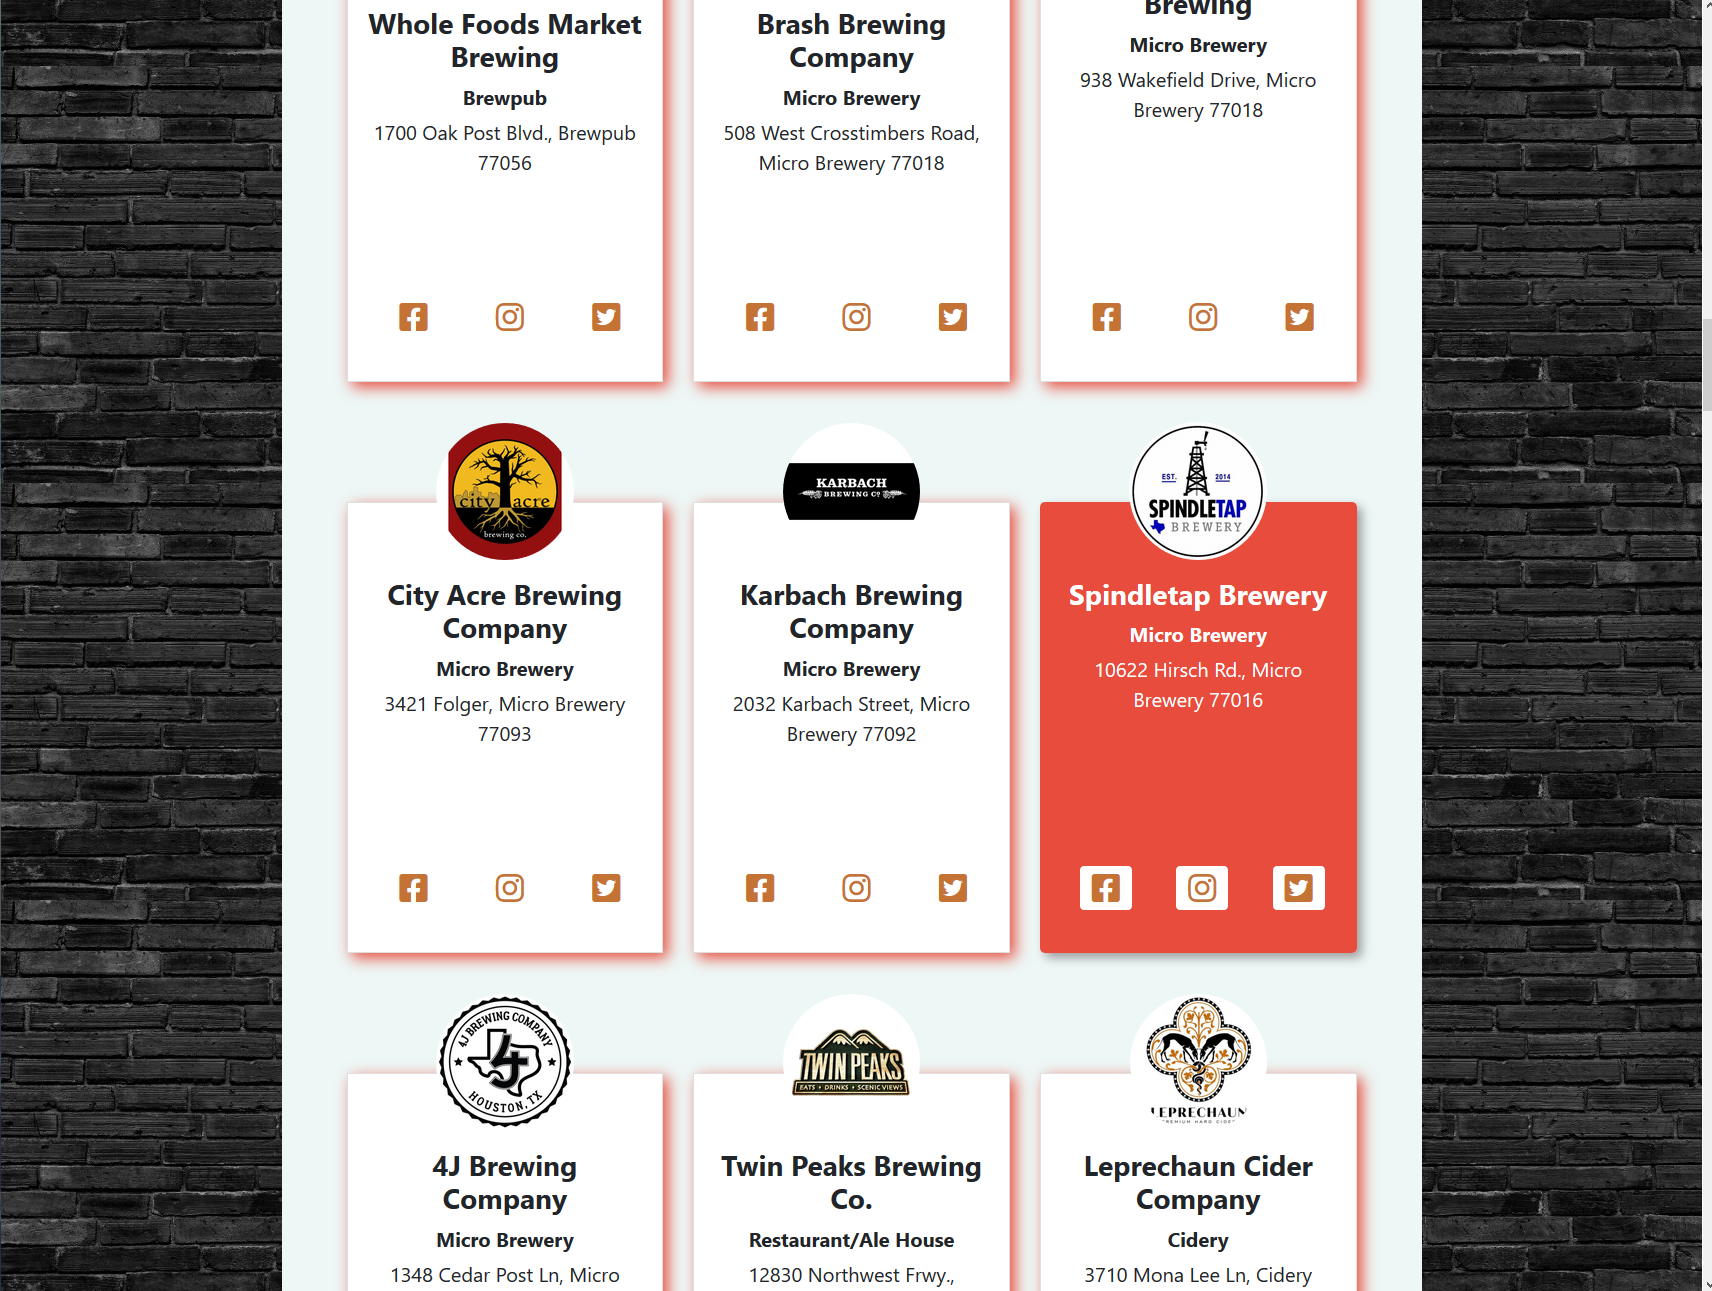 Whole Foods Market
Brewing
Brewpub
1700 Oak Post Blvd., Brewpub
77056
Brash Brewing
Company
Micro Brewery
508 West Crosstimbers Road,
Micro Brewery 77018
Brewing
Micro Brewery
938 Wakefield Drive, Micro
Brewery 77018
city acre
brewing co.
City Acre Brewing
Company
Micro Brewery
3421 Folger, Micro Brewery
77093
KARBACH
BREWING Co
Karbach Brewing
Company
Micro Brewery
2032 Karbach Street, Micro
Brewery 77092
EST. 2014
SPINDLETAP
BREWERY
Spindletap Brewery
Micro Brewery
10622 Hirsch Rd., Micro
Brewery 77016
4J BREWING COMPANY
4J
HOUSTON, TX
4J Brewing
Company
Micro Brewery
1348 Cedar Post Ln, Micro
TWIN PEAKS
EATS • DRINKS • SCENIC VIEWS
Twin Peaks Brewing
Co.
Restaurant/Ale House
12830 Northwest Frwy.,
LEPRECHAUN
PREMIUM HARD CIDER
Leprechaun Cider
Company
Cidery
3710 Mona Lee Ln, Cidery